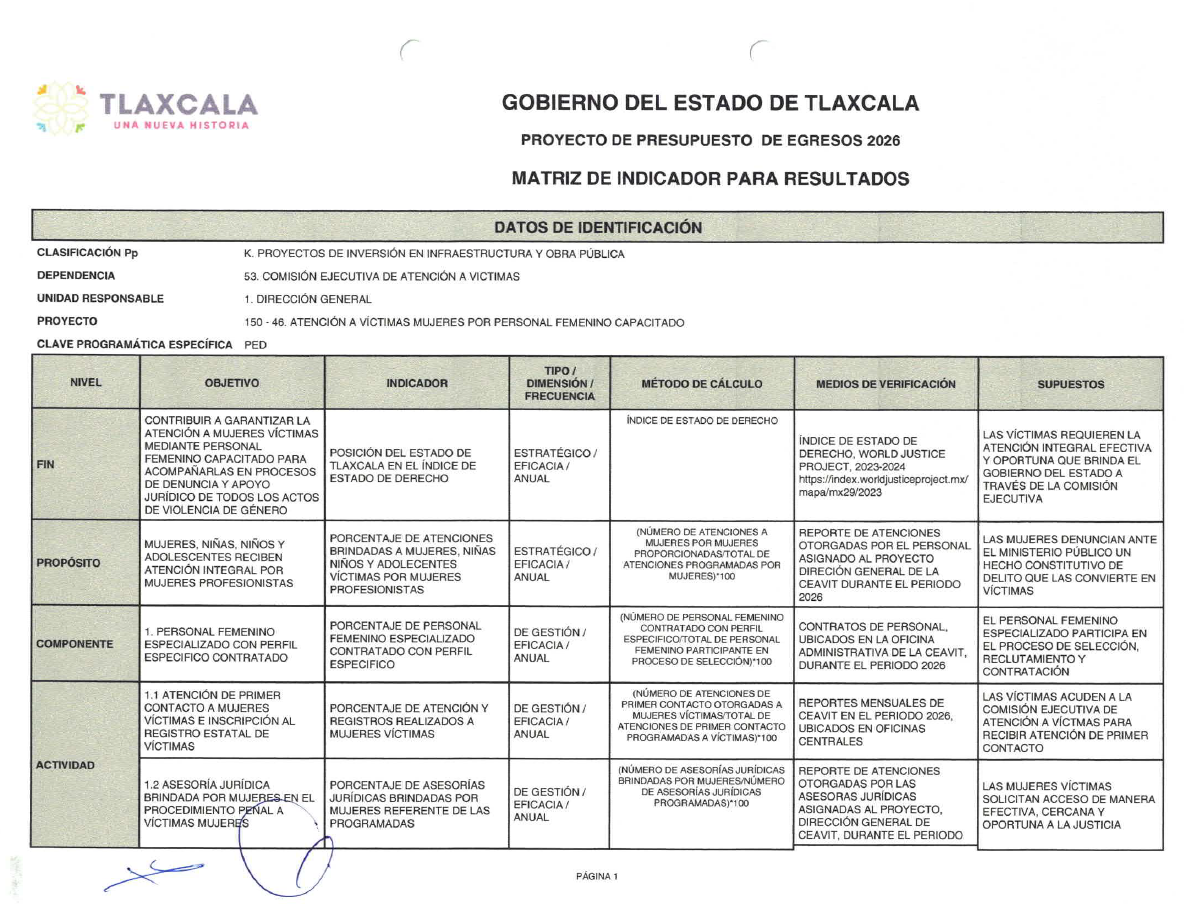 TLAXCALA
UNA NUEVA HISTORIA
GOBIERNO DEL ESTADO DE TLAXCALA
PROYECTO DE PRESUPUESTO DE EGRESOS 2026
MATRIZ DE INDICADOR PARA RESULTADOS
DATOS DE IDENTIFICACIÓN
CLASIFICACIÓN Pp K. PROYECTOS DE INVERSIÓN EN INFRAESTRUCTURA Y OBRA PÚBLICA
DEPENDENCIA 53. COMISIÓN EJECUTIVA DE ATENCIÓN A VICTIMAS
UNIDAD RESPONSABLE 1. DIRECCIÓN GENERAL
PROYECTO 150 - 46. ATENCIÓN A VÍCTIMAS MUJERES POR PERSONAL FEMENINO CAPACITADO
CLAVE PROGRAMÁTICA ESPECÍFICA PED
NIVEL
OBJETIVO
INDICADOR
TIPO /
DIMENSIÓN /
FRECUENCIA
MÉTODO DE CÁLCULO
MEDIOS DE VERIFICACIÓN
SUPUESTOS
FIN
CONTRIBUIR A GARANTIZAR LA
ATENCIÓN A MUJERES VÍCTIMAS
MEDIANTE PERSONAL
FEMENINO CAPACITADO PARA
ACOMPAÑARLAS EN PROCESOS
DE DENUNCIA Y APOYO
JURÍDICO DE TODOS LOS ACTOS
DE VIOLENCIA DE GÉNERO
POSICIÓN DEL ESTADO DE
TLAXCALA EN EL ÍNDICE DE
ESTADO DE DERECHO
ESTRATÉGICO /
EFICACIA /
ANUAL
ÍNDICE DE ESTADO DE DERECHO
ÍNDICE DE ESTADO DE
DERECHO, WORLD JUSTICE
PROJECT, 2023-2024
https://index.worldjusticeproject.mx/
mapa/mx29/2023
LAS VÍCTIMAS REQUIEREN LA
ATENCIÓN INTEGRAL EFECTIVA
Y OPORTUNA QUE BRINDA EL
GOBIERNO DEL ESTADO A
TRAVÉS DE LA COMISIÓN
EJECUTIVA
PROPÓSITO
MUJERES, NIÑAS, NIÑOS Y
ADOLESCENTES RECIBEN
ATENCIÓN INTEGRAL POR
MUJERES PROFESIONISTAS
PORCENTAJE DE ATENCIONES
BRINDADAS A MUJERES, NIÑAS
NIÑOS Y ADOLECENTES
VÍCTIMAS POR MUJERES
PROFESIONISTAS
ESTRATÉGICO /
EFICACIA /
ANUAL
(NÚMERO DE ATENCIONES A
MUJERES POR MUJERES
PROPORCIONADAS/TOTAL DE
ATENCIONES PROGRAMADAS POR
MUJERES)*100
REPORTE DE ATENCIONES
OTORGADAS POR EL PERSONAL
ASIGNADO AL PROYECTO
DIRECIÓN GENERAL DE LA
CEAVIT DURANTE EL PERIODO
2026
LAS MUJERES DENUNCIAN ANTE
EL MINISTERIO PÚBLICO UN
HECHO CONSTITUTIVO DE
DELITO QUE LAS CONVIERTE EN
VÍCTIMAS
COMPONENTE
1. PERSONAL FEMENINO
ESPECIALIZADO CON PERFIL
ESPECIFICO CONTRATADO
PORCENTAJE DE PERSONAL
FEMENINO ESPECIALIZADO
CONTRATADO CON PERFIL
ESPECIFICO
DE GESTIÓN /
EFICACIA /
ANUAL
(NÚMERO DE PERSONAL FEMENINO
CONTRATADO CON PERFIL
ESPECIFICO/TOTAL DE PERSONAL
FEMENINO PARTICIPANTE EN
PROCESO DE SELECCIÓN)*100
CONTRATOS DE PERSONAL,
UBICADOS EN LA OFICINA
ADMINISTRATIVA DE LA CEAVIT,
DURANTE EL PERIODO 2026
EL PERSONAL FEMENINO
ESPECIALIZADO PARTICIPA EN
EL PROCESO DE SELECCIÓN,
RECLUTAMIENTO Y
CONTRATACIÓN
ACTIVIDAD
1.1 ATENCIÓN DE PRIMER
CONTACTO A MUJERES
VÍCTIMAS E INSCRIPCIÓN AL
REGISTRO ESTATAL DE
VÍCTIMAS
PORCENTAJE DE ATENCIÓN Y
REGISTROS REALIZADOS A
MUJERES VÍCTIMAS
DE GESTIÓN /
EFICACIA /
ANUAL
(NÚMERO DE ATENCIONES DE
PRIMER CONTACTO OTORGADAS A
MUJERES VÍCTIMAS/TOTAL DE
ATENCIONES DE PRIMER CONTACTO
PROGRAMADAS A VÍCTIMAS)*100
REPORTES MENSUALES DE
CEAVIT EN EL PERIODO 2026,
UBICADOS EN OFICINAS
CENTRALES
LAS VÍCTIMAS ACUDEN A LA
COMISIÓN EJECUTIVA DE
ATENCIÓN A VÍCTMAS PARA
RECIBIR ATENCIÓN DE PRIMER
CONTACTO
1.2 ASESORÍA JURÍDICA
BRINDADA POR MUJERES EN EL
PROCEDIMIENTO PENAL A
VÍCTIMAS MUJERES
PORCENTAJE DE ASESORÍAS
JURÍDICAS BRINDADAS POR
MUJERES REFERENTE DE LAS
PROGRAMADAS
DE GESTIÓN /
EFICACIA /
ANUAL
(NÚMERO DE ASESORÍAS JURÍDICAS
BRINDADAS POR MUJERES/NÚMERO
DE ASESORÍAS JURÍDICAS
PROGRAMADAS)*100
REPORTE DE ATENCIONES
OTORGADAS POR LAS
ASESORAS JURÍDICAS
ASIGNADAS AL PROYECTO,
DIRECCIÓN GENERAL DE
CEAVIT, DURANTE EL PERIODO
LAS MUJERES VÍCTIMAS
SOLICITAN ACCESO DE MANERA
EFECTIVA, CERCANA Y
OPORTUNA A LA JUSTICIA
PÁGINA 1